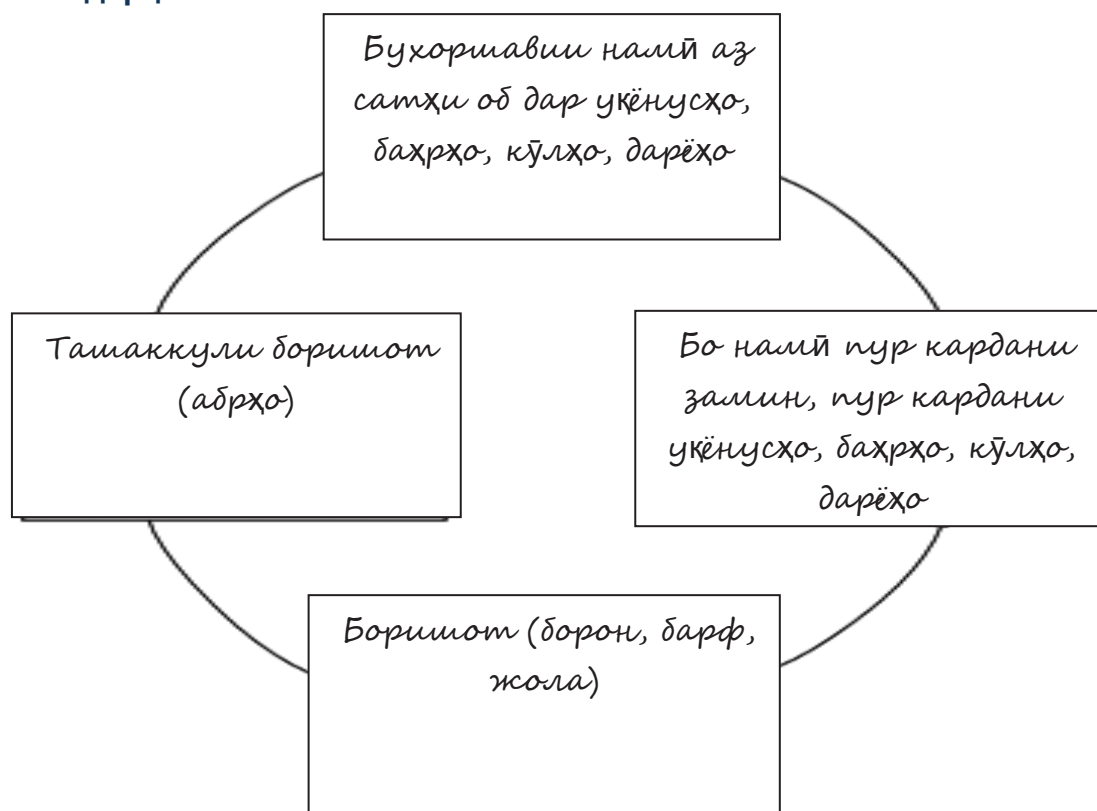 Бухоршавии намӣ аз
сатҳи об дар уқёнусҳо,
баҳрҳо, кӯлҳо, дарёҳо
Ташаккули боришот
(абрҳо)
Бо намӣ пур кардани
замин, пур кардани
уқёнусҳо, баҳрҳо, кӯлҳо,
дарёҳо
Боришот (борон, барф,
жола)